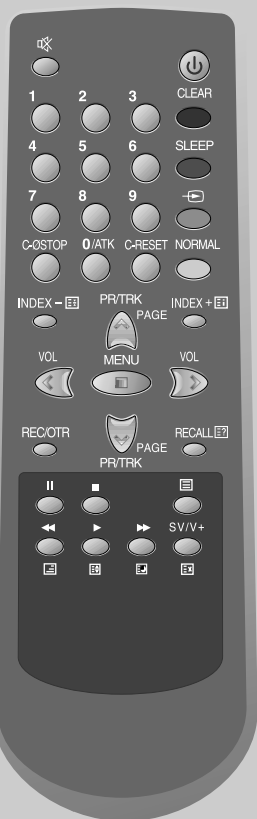 1 2 3 CLEAR
4 5 6 SLEEP
7 8 9
C-ØSTOP 0/ATK C-RESET NORMAL
INDEX - PR/TRK INDEX +
PAGE
VOL MENU VOL
REC/OTR PAGE RECALL
PR/TRK
SV/V+